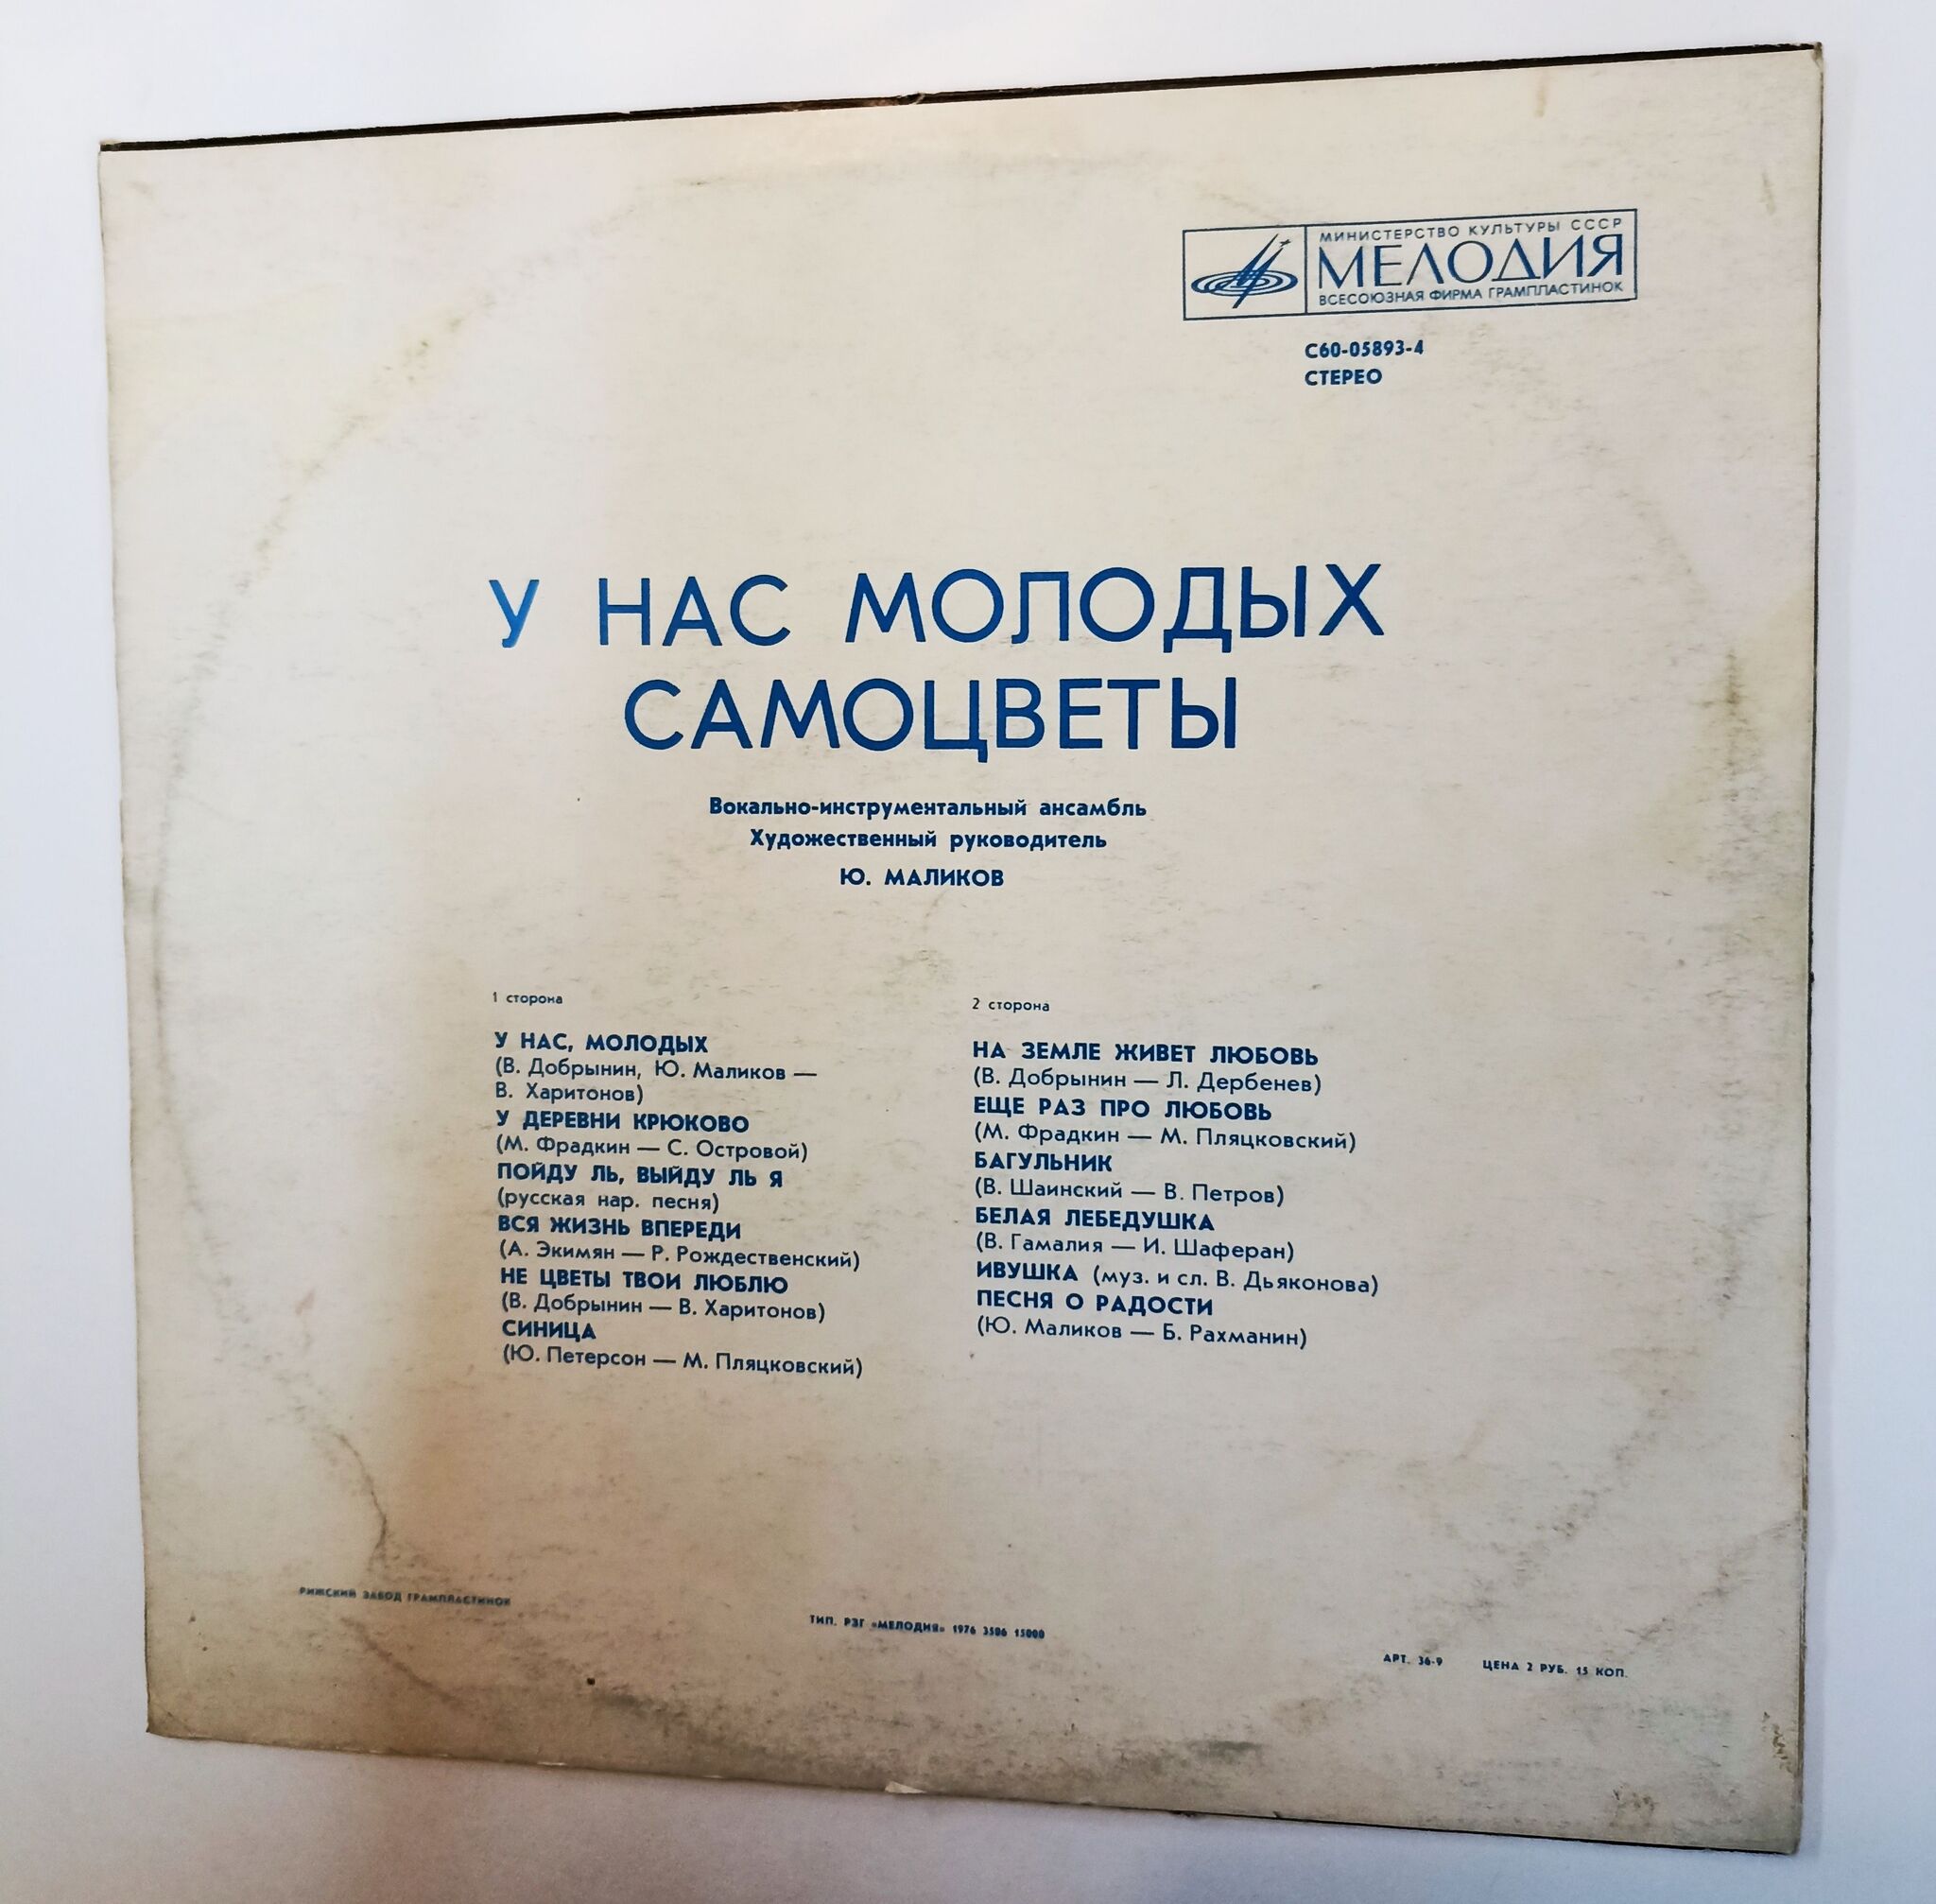 МИНИСТЕРСТВО КУЛЬТУРЫ СССР
МЕЛОДИЯ
ВСЕСОЮЗНАЯ ФИРМА ГРАМПЛАСТИНОК
С60-05893-4
СТЕРЕО
У НАС МОЛОДЫХ
САМОЦВЕТЫ
Вокально-инструментальный ансамбль
Художественный руководитель
Ю. МАЛИКОВ
1 сторона
У НАС, МОЛОДЫХ
(В. Добрынин, Ю. Маликов —
В. Харитонов)
У ДЕРЕВНИ КРЮКОВО
(М. Фрадкин — С. Островой)
ПОЙДУ ЛЬ, ВЫЙДУ ЛЬ Я
(русская нар. песня)
ВСЯ ЖИЗНЬ ВПЕРЕДИ
(А. Экимян — Р. Рождественский)
НЕ ЦВЕТЫ ТВОИ ЛЮБЛЮ
(В. Добрынин — В. Харитонов)
СИНИЦА
(Ю. Петерсон — М. Пляцковский)
2 сторона
НА ЗЕМЛЕ ЖИВЕТ ЛЮБОВЬ
(В. Добрынин — Л. Дербенев)
ЕЩЕ РАЗ ПРО ЛЮБОВЬ
(М. Фрадкин — М. Пляцковский)
БАГУЛЬНИК
(В. Шаинский — В. Петров)
БЕЛАЯ ЛЕБЕДУШКА
(В. Гамалия — И. Шаферан)
ИВУШКА (муз. и сл. В. Дьяконова)
ПЕСНЯ О РАДОСТИ
(Ю. Маликов — Б. Рахманин)
РИЖСКИЙ ЗАВОД ГРАМПЛАСТИНОК
ТИП. РЗГ «МЕЛОДИЯ» 1976 3506 15000
АРТ. 36-9 ЦЕНА 2 РУБ. 15 КОП.